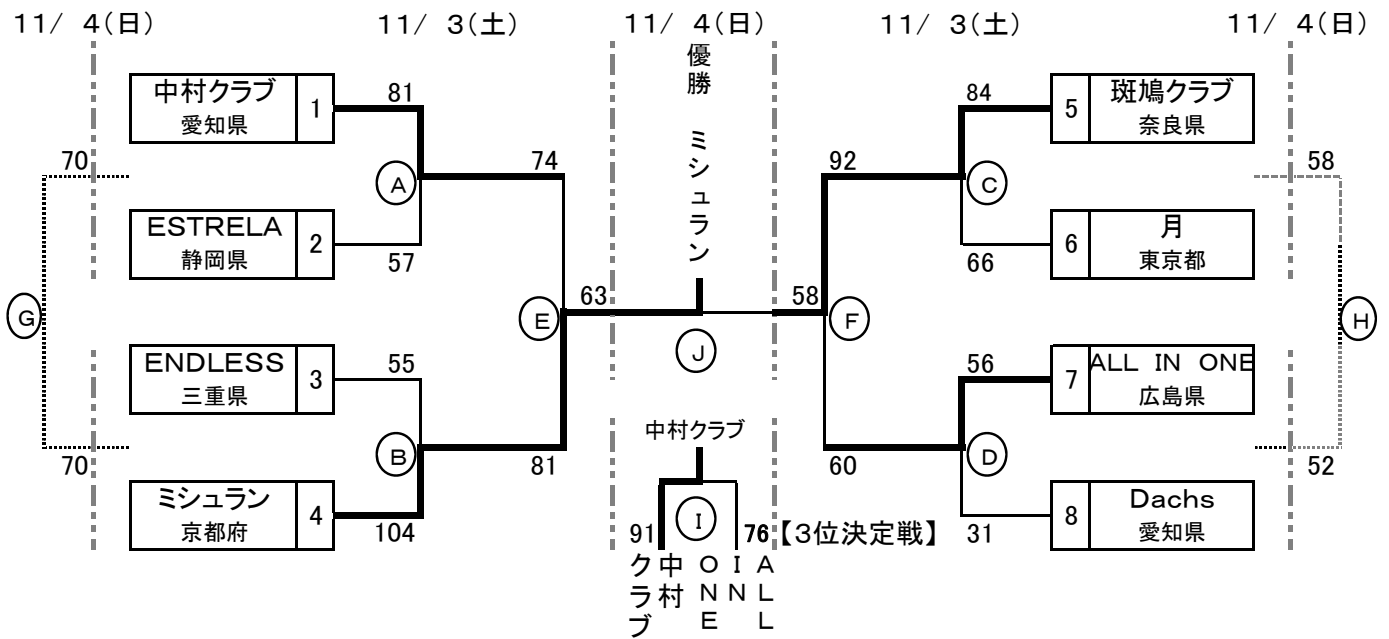 11/ 4(日)
11/ 3(土)
11/ 4(日)
11/ 3(土)
11/ 4(日)
優勝 ミシュラン
中村クラブ
愛知県
1
81
70
A
74
ESTRELA
静岡県
2
57
G
E
63
ENDLESS
三重県
3
55
B
70
81
ミシュラン
京都府
4
104
J
中村クラブ
I
91
76
【3位決定戦】
中村クラブ
ALL IN ONE
84
5
斑鳩クラブ
奈良県
92
C
58
6
月
東京都
66
58
F
H
56
7
ALL IN ONE
広島県
60
D
52
31
8
Dachs
愛知県